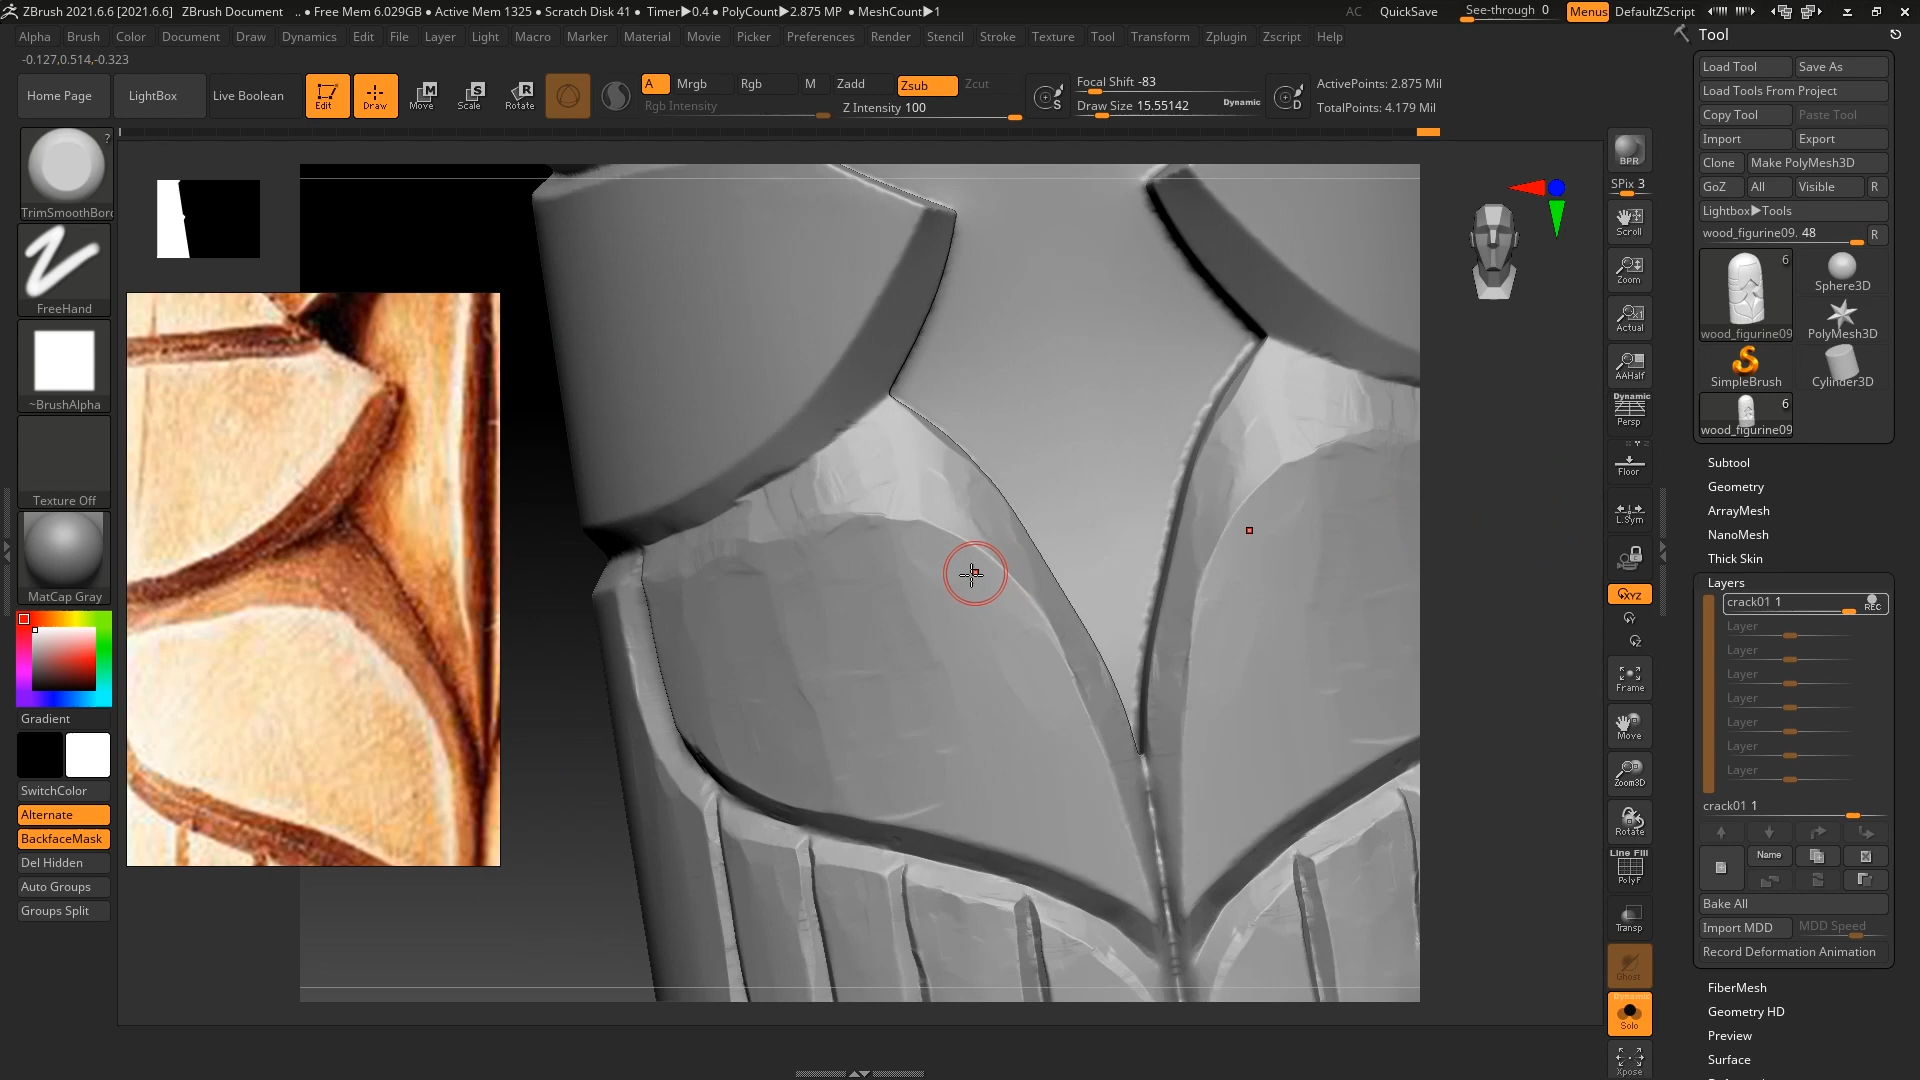 ZBrush 2021.6.6 [2021.6.6] ZBrush Document .. ● Free Mem 6.029GB ● Active Mem 1325 ● Scratch Disk 41 ● Timer▶0.4 ● PolyCount▶2.875 MP ● MeshCount▶1 AC QuickSave See-through 0 Menus DefaultZScript
Alpha Brush Color Document Draw Dynamics Edit File Layer Light Macro Marker Material Movie Picker Preferences Render Stencil Stroke Texture Tool Transform Zplugin Zscript Help
-0.127,0.514,-0.323
Home Page LightBox Live Boolean Edit Draw Move Scale Rotate
A Mrgb Rgb M Zadd Zsub Zcut
Rgb Intensity Z Intensity 100
Focal Shift -83
Draw Size 15.55142 Dynamic
ActivePoints: 2.875 Mil
TotalPoints: 4.179 Mil
?
TrimSmoothBord
FreeHand
~BrushAlpha
Texture Off
MatCap Gray
Gradient
SwitchColor
Alternate
BackfaceMask
Del Hidden
Auto Groups
Groups Split
BPR
SPix 3
Scroll
Zoom
Actual
AAHalf
Dynamic
Persp
Floor
L.Sym
XYZ
Y
Z
Frame
Move
Zoom3D
Rotate
Line Fill
PolyF
Transp
Ghost
Dynamic
Solo
Xpose
Tool
Load Tool Save As
Load Tools From Project
Copy Tool Paste Tool
Import Export
Clone Make PolyMesh3D
GoZ All Visible R
Lightbox▶Tools
wood_figurine09. 48 R
6
wood_figurine09
Sphere3D
PolyMesh3D
SimpleBrush
Cylinder3D
6
wood_figurine09
Subtool
Geometry
ArrayMesh
NanoMesh
Thick Skin
Layers
crack01 1 REC
Layer
Layer
Layer
Layer
Layer
Layer
Layer
crack01 1
Name
Bake All
Import MDD MDD Speed
Record Deformation Animation
FiberMesh
Geometry HD
Preview
Surface